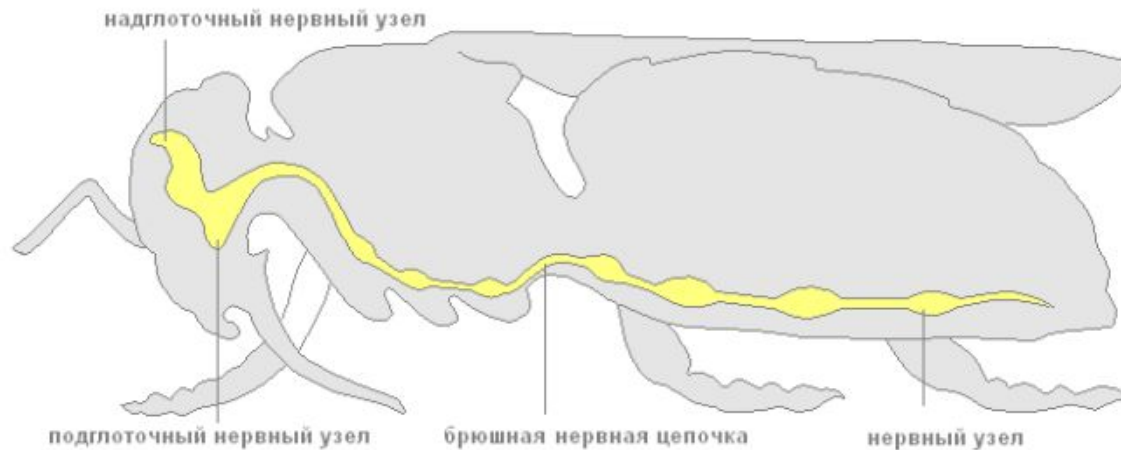 надглоточный нервный узел
подглоточный нервный узел
брюшная нервная цепочка
нервный узел